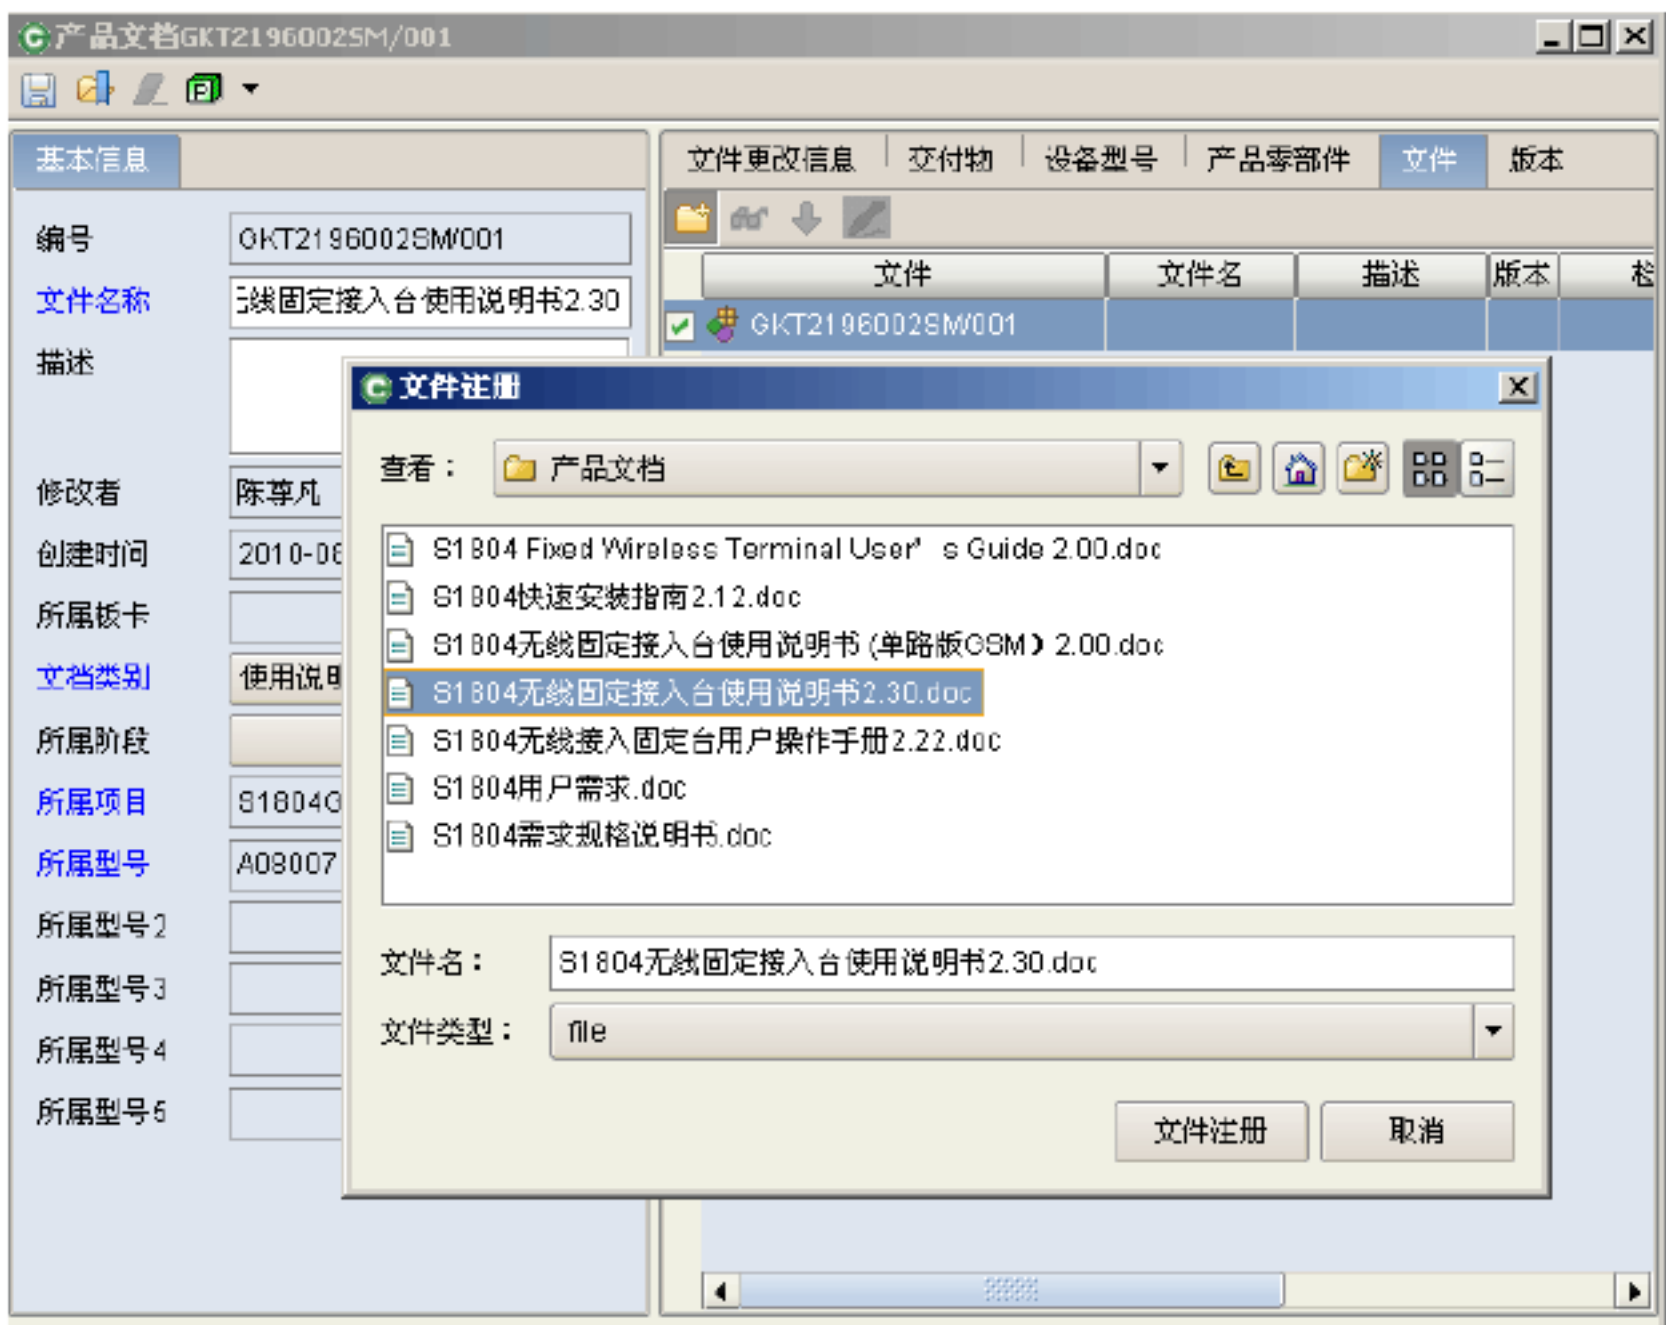 产品文档GKT2196002SM/001
基本信息
文件更改信息 交付物 设备型号 产品零部件 文件 版本
编号 GKT2196002SM/001
文件名称 线固定接入台使用说明书2.30
描述
文件 文件名 描述 版本 检
GKT2196002SM/001
文件注册
查看： 产品文档
修改者 陈尊凡
创建时间 2010-06
所属板卡
文档类别 使用说明
所属阶段
所属项目 S1804G
所属型号 A08007
所属型号2
所属型号3
所属型号4
所属型号5
S1804 Fixed Wireless Terminal User’s Guide 2.00.doc
S1804快速安装指南2.12.doc
S1804无线固定接入台使用说明书 (单路版GSM）2.00.doc
S1804无线固定接入台使用说明书2.30.doc
S1804无线接入固定台用户操作手册2.22.doc
S1804用户需求.doc
S1804需求规格说明书.doc
文件名： S1804无线固定接入台使用说明书2.30.doc
文件类型： file
文件注册 取消